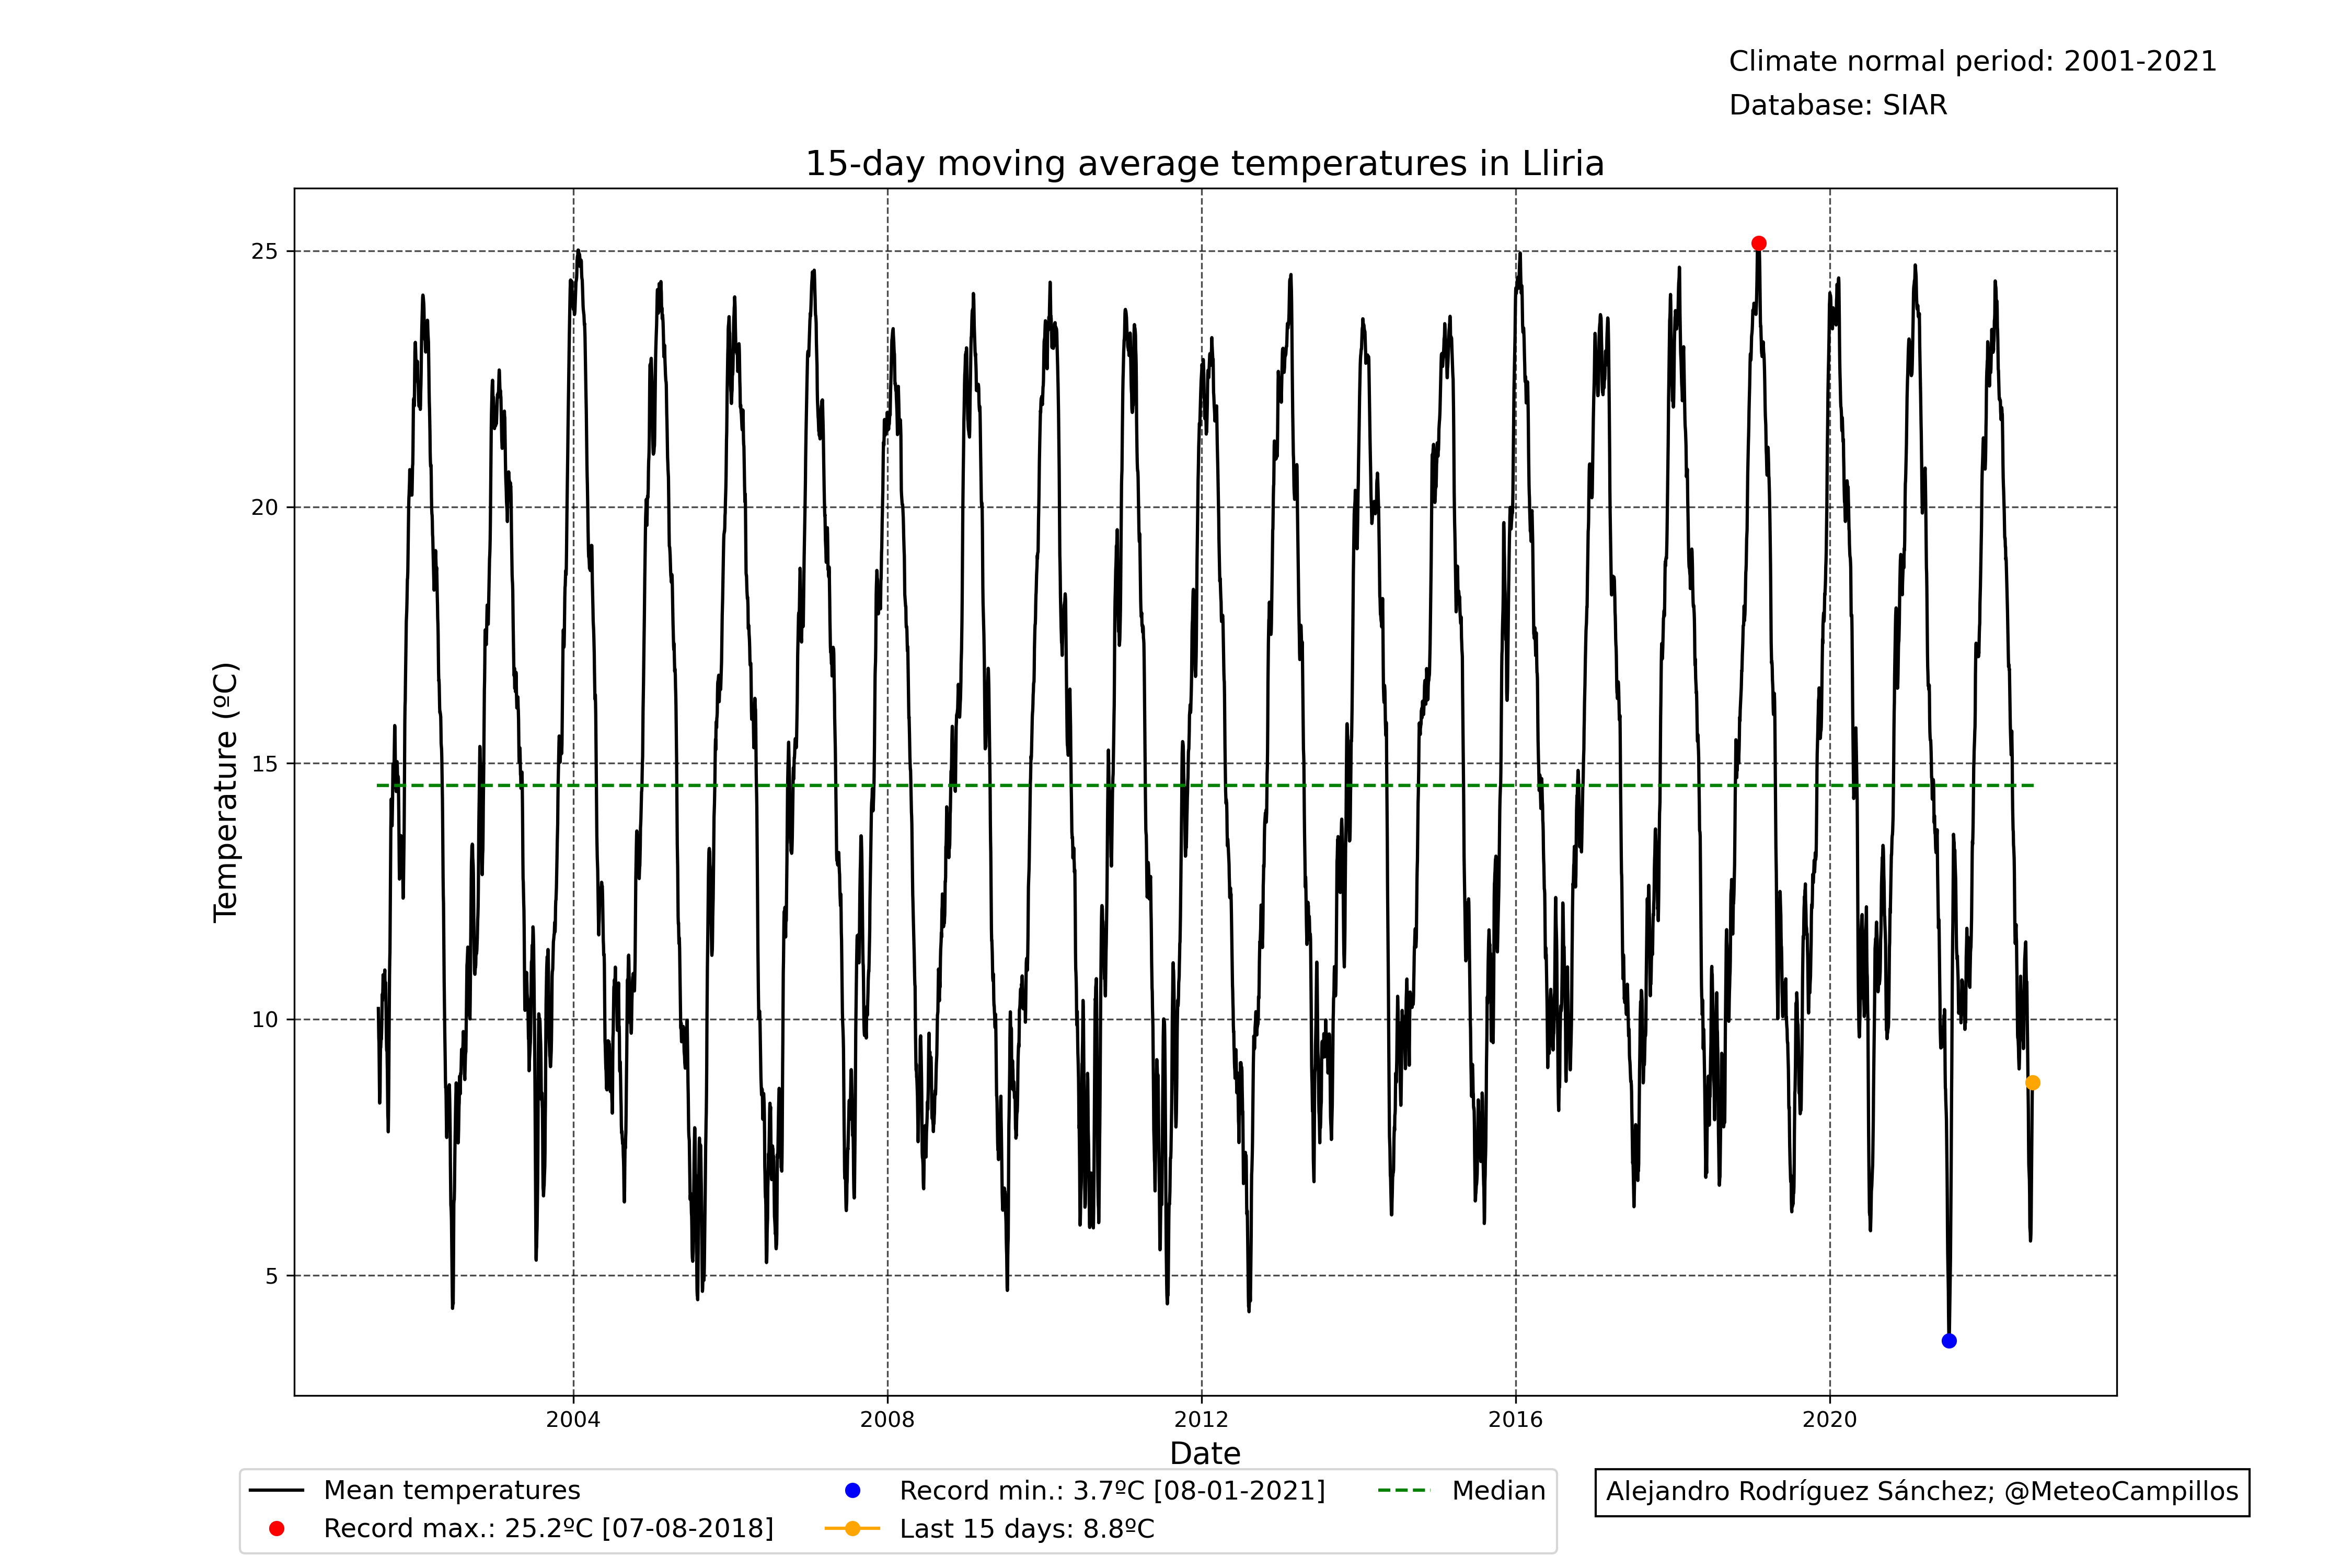 Climate normal period: 2001-2021
Database: SIAR
15-day moving average temperatures in Lliria
25
20
15
10
5
Temperature (ºC)
2004
2008
2012
2016
2020
Date
Mean temperatures
Record max.: 25.2ºC [07-08-2018]
Record min.: 3.7ºC [08-01-2021]
Last 15 days: 8.8ºC
Median
Alejandro Rodríguez Sánchez; @MeteoCampillos